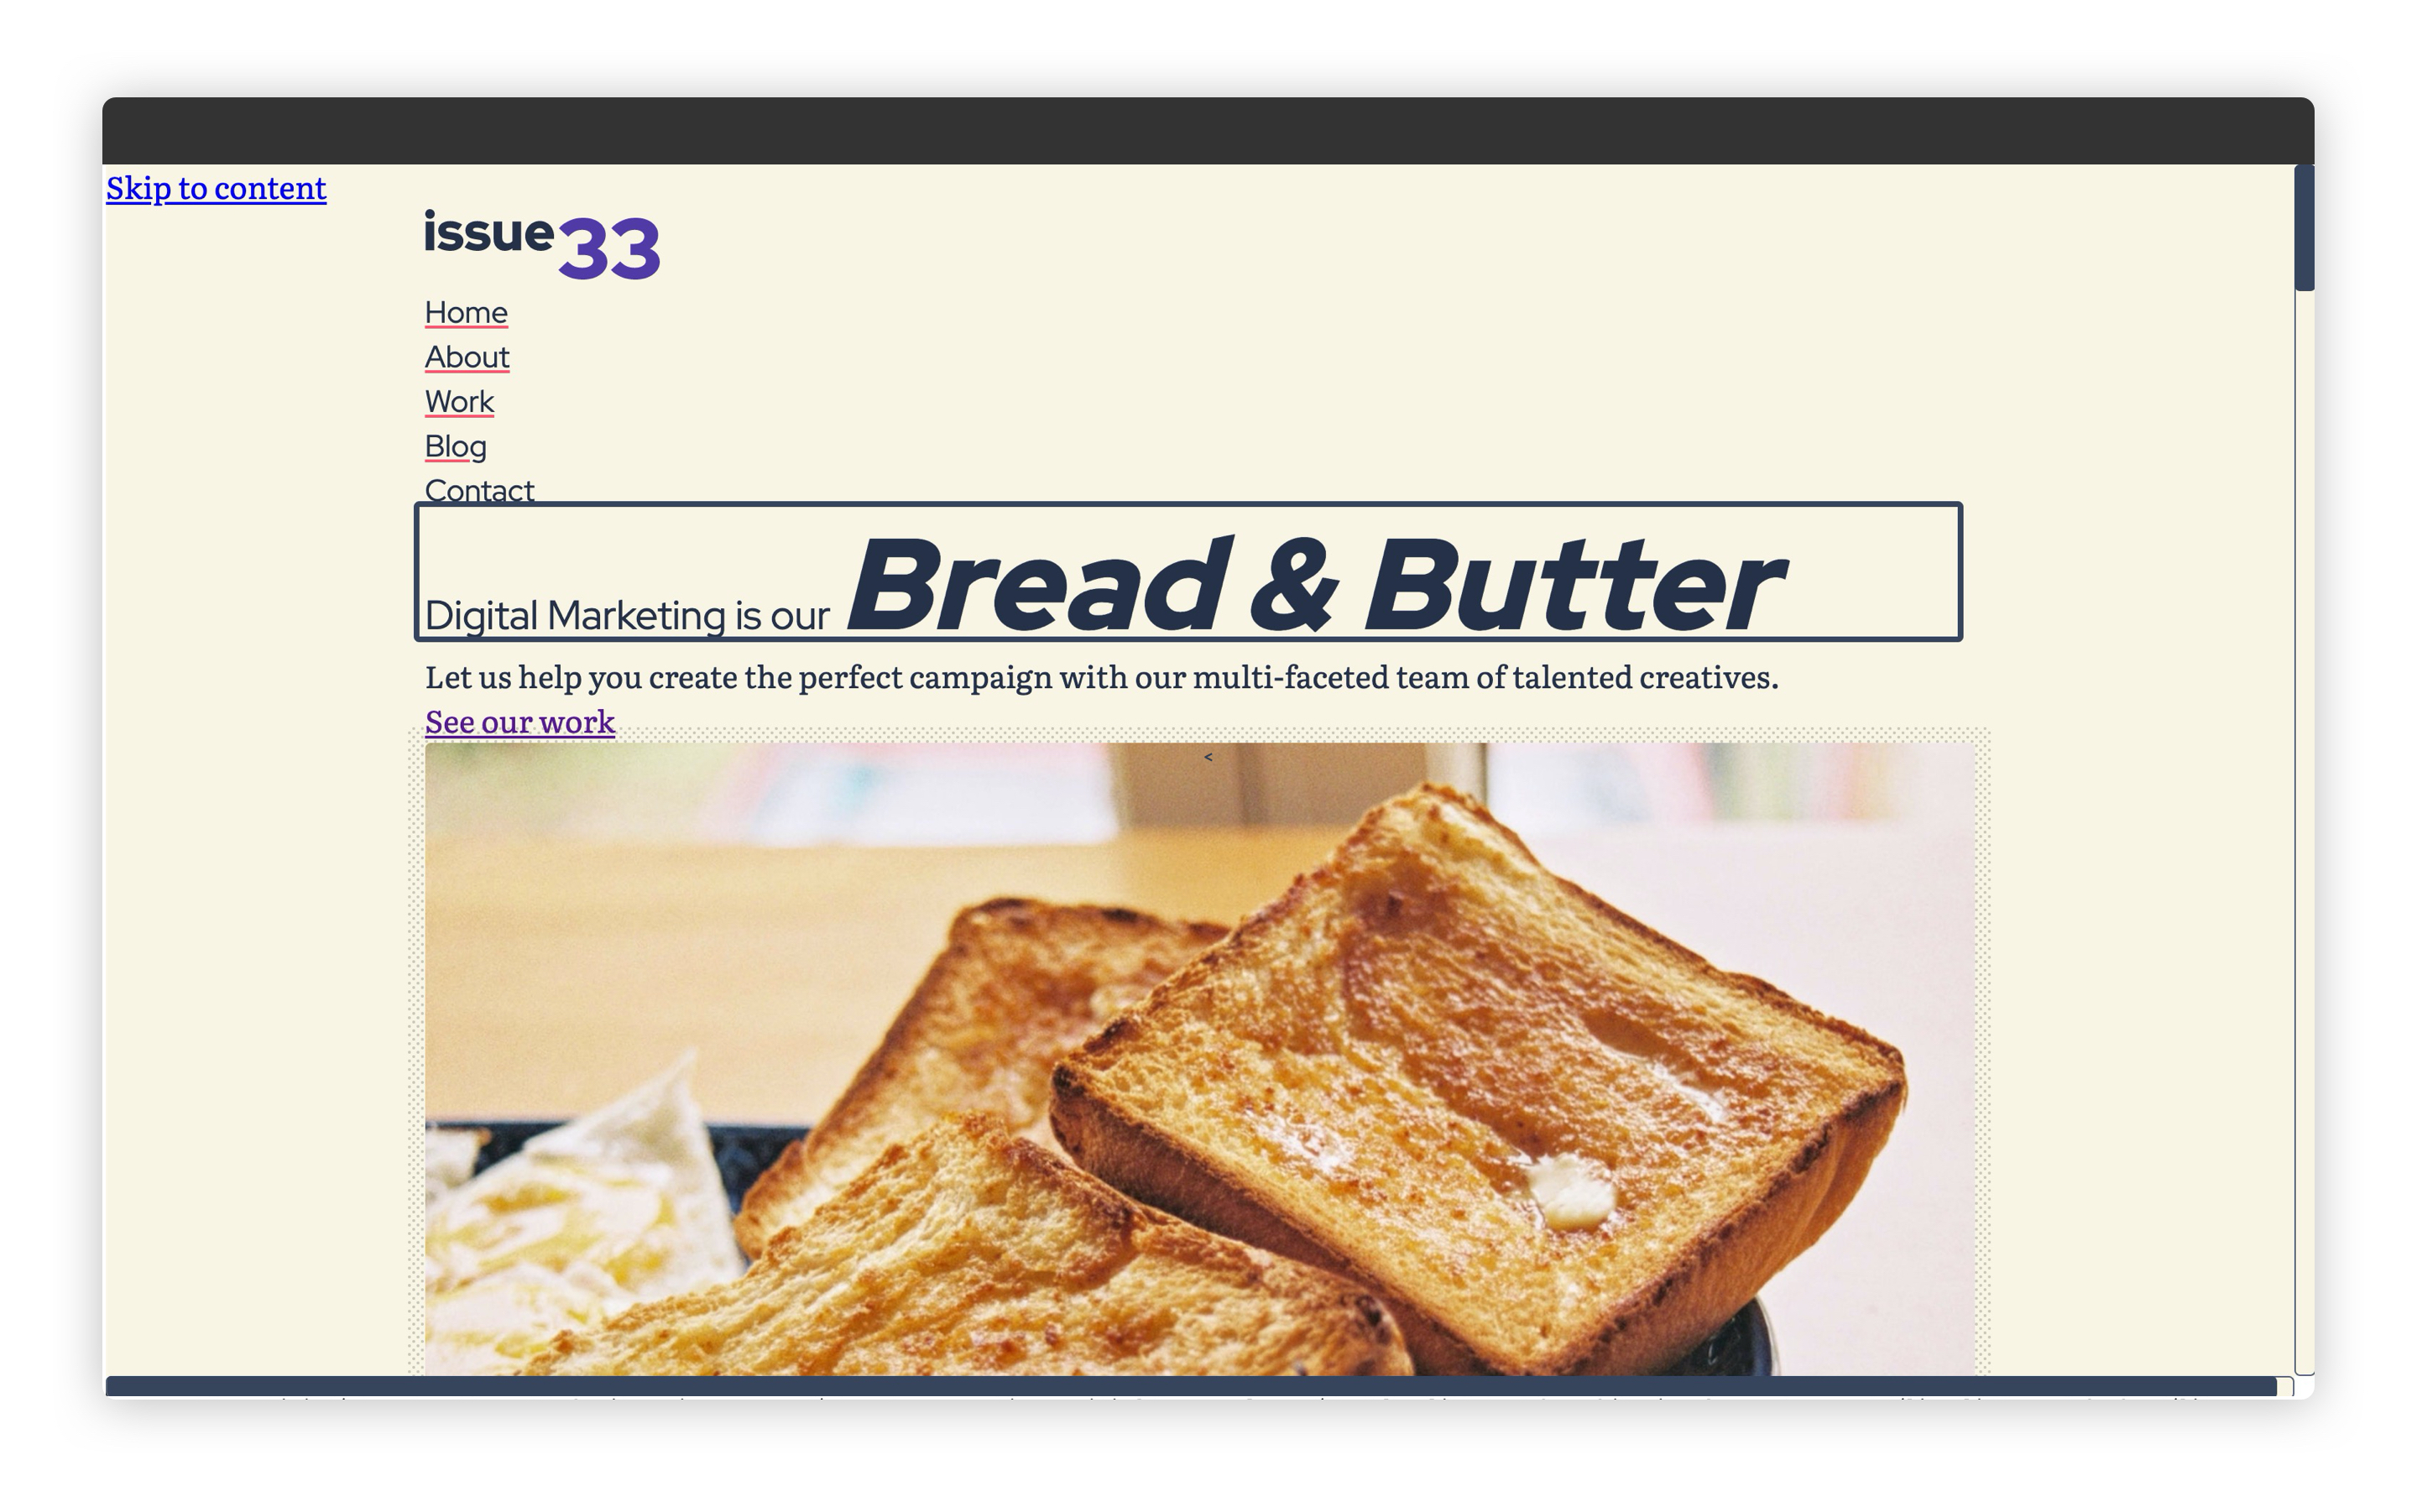 Skip to content
issue33
Home
About
Work
Blog
Contact
Digital Marketing is our Bread & Butter
Let us help you create the perfect campaign with our multi-faceted team of talented creatives.
See our work
<